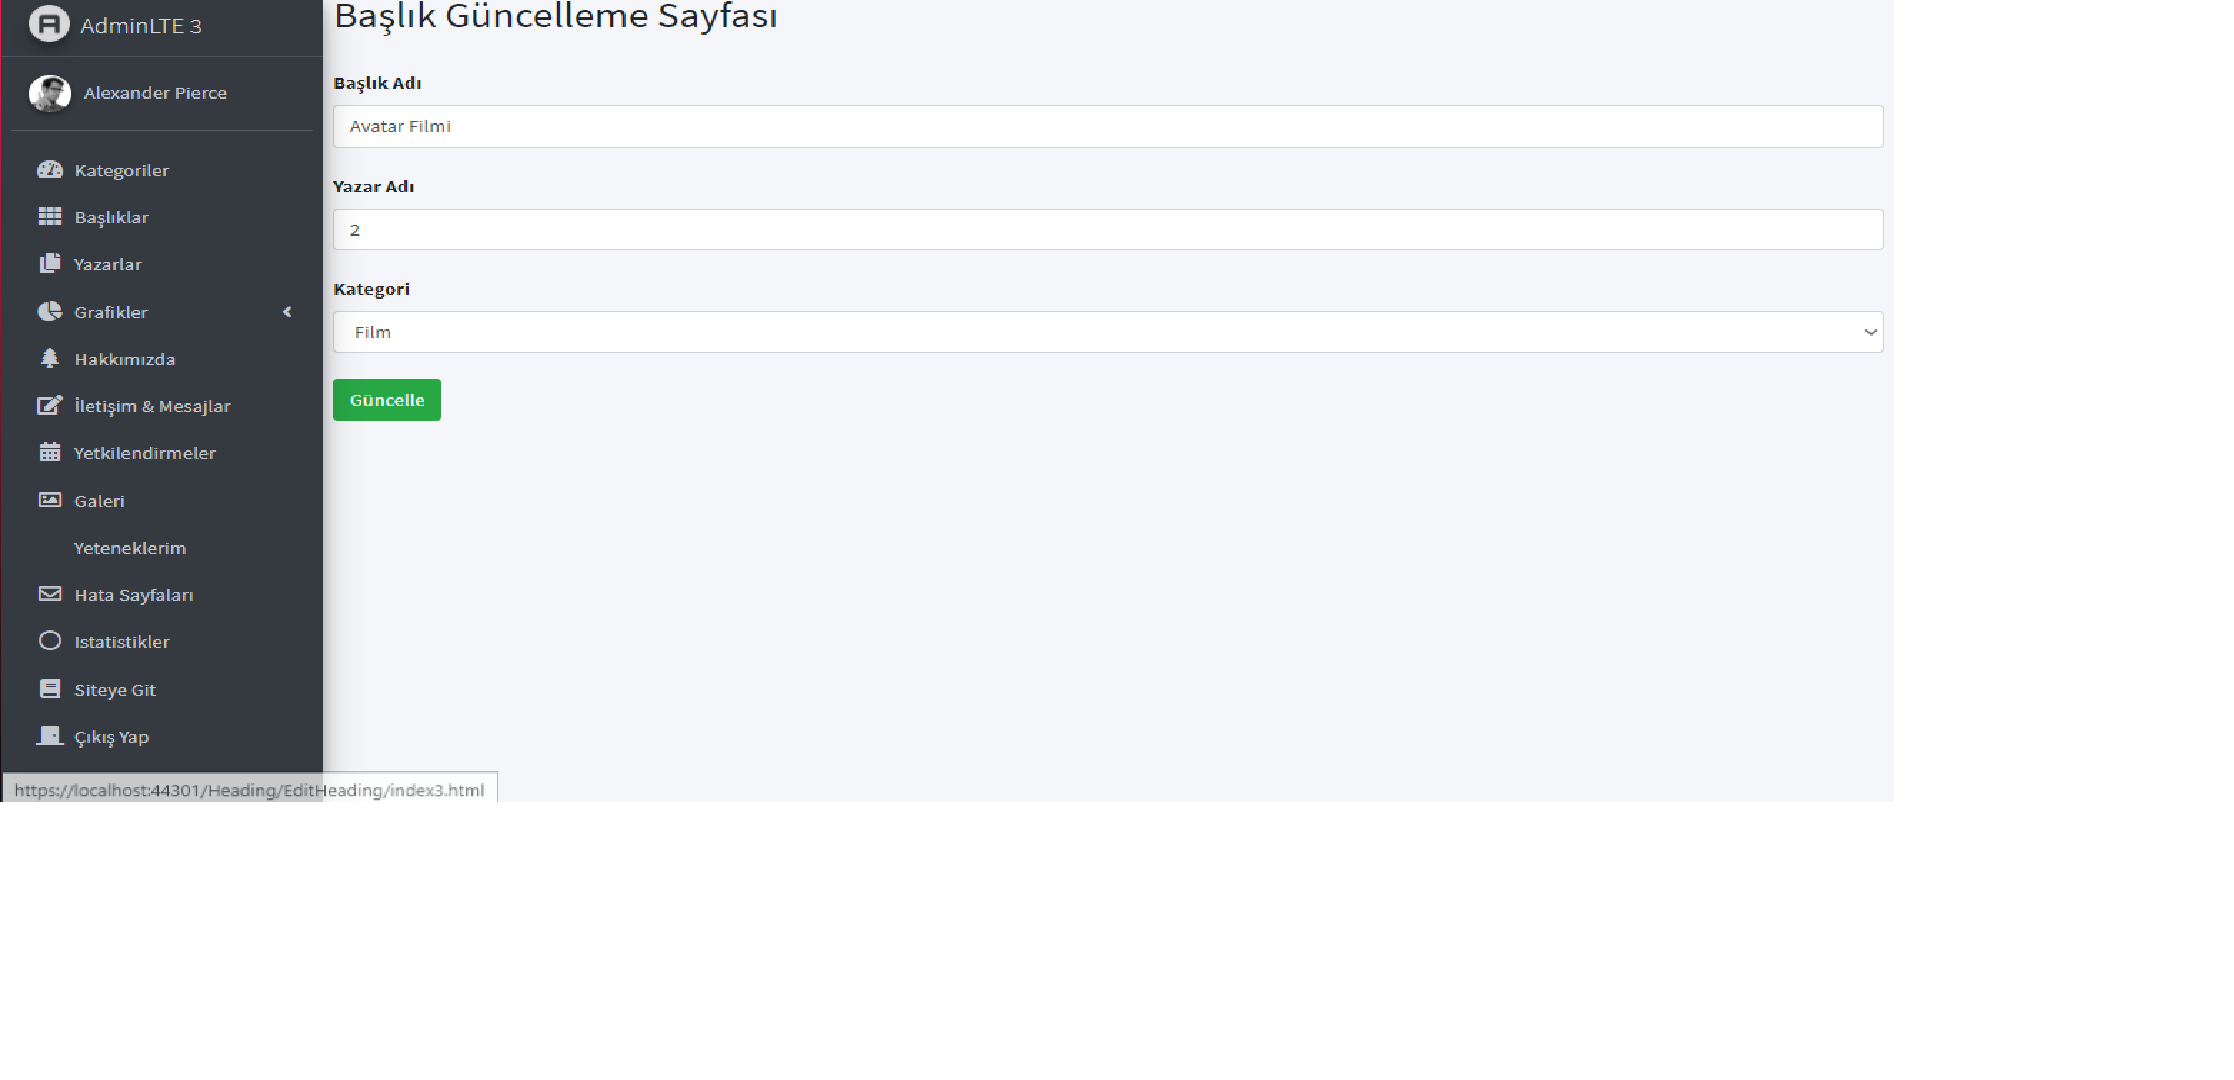 AdminLTE 3
Alexander Pierce
Kategoriler
Başlıklar
Yazarlar
Grafikler
Hakkımızda
İletişim & Mesajlar
Yetkilendirmeler
Galeri
Yeteneklerim
Hata Sayfaları
Istatistikler
Siteye Git
Çıkış Yap
https://localhost:44301/Heading/EditHeading/index3.html
Başlık Güncelleme Sayfası
Başlık Adı
Avatar Filmi
Yazar Adı
2
Kategori
Film
Güncelle